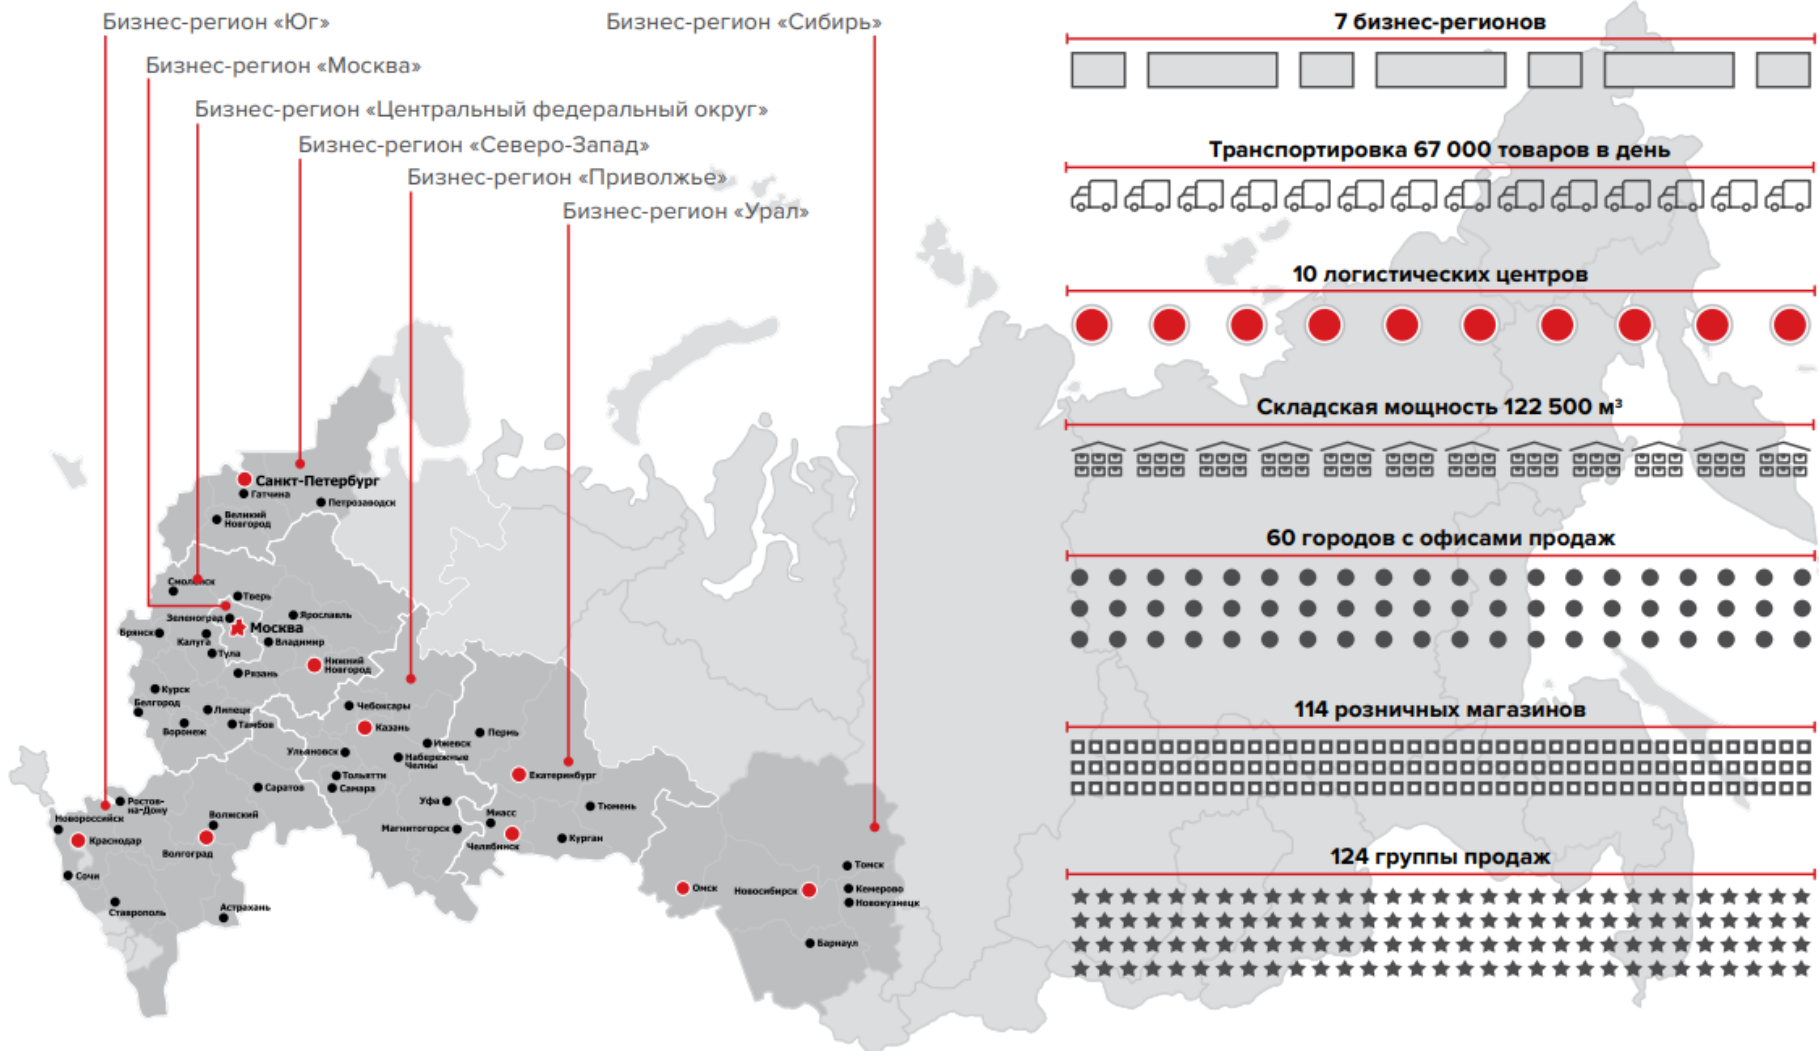 Бизнес-регион «Юг»
Бизнес-регион «Сибирь»
Бизнес-регион «Москва»
Бизнес-регион «Центральный федеральный округ»
Бизнес-регион «Северо-Запад»
Бизнес-регион «Приволжье»
Бизнес-регион «Урал»
Санкт-Петербург
Гатчина
Петрозаводск
Великий
Новгород
Смоленск
Тверь
Зеленоград
Ярославль
Москва
Брянск
Калуга
Владимир
Тула
Нижний
Новгород
Рязань
Курск
Белгород
Липецк
Воронеж
Тамбов
Чебоксары
Казань
Ульяновск
Ижевск
Набережные
Челны
Пермь
Тольятти
Самара
Екатеринбург
Саратов
Уфа
Тюмень
Ростов-
на-Дону
Новороссийск
Волжский
Миасс
Магнитогорск
Краснодар
Волгоград
Челябинск
Курган
Сочи
Томск
Омск
Новосибирск
Кемерово
Новокузнецк
Ставрополь
Астрахань
Барнаул
7 бизнес-регионов
Транспортировка 67 000 товаров в день
10 логистических центров
Складская мощность 122 500 м³
60 городов с офисами продаж
114 розничных магазинов
124 группы продаж